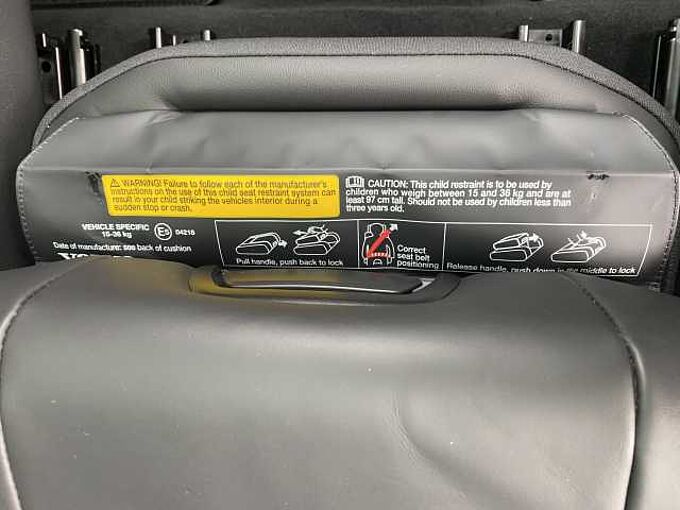 ⚠ WARNING! Failure to follow each of the manufacturer's
instructions on the use of this child seat restraint system can
result in your child striking the vehicles interior during a
sudden stop or crash.
CAUTION: This child restraint is to be used by
children who weigh between 15 and 36 kg and are at
least 97 cm tall. Should not be used by children less than
three years old.
VEHICLE SPECIFIC
15-36 kg
E5 04218
Date of manufacture: see back of cushion
Pull handle, push back to lock
Correct
seat belt
positioning
Release handle, push down in the middle to lock